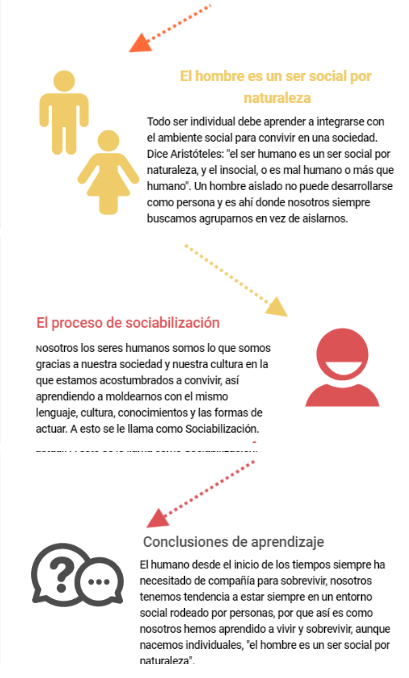 El hombre es un ser social por
naturaleza
Todo ser individual debe aprender a integrarse con
el ambiente social para convivir en una sociedad.
Dice Aristóteles: "el ser humano es un ser social por
naturaleza, y el insocial, o es mal humano o más que
humano". Un hombre aislado no puede desarrollarse
como persona y es ahí donde nosotros siempre
buscamos agruparnos en vez de aislarnos.
El proceso de sociabilización
Nosotros los seres humanos somos lo que somos
gracias a nuestra sociedad y nuestra cultura en la
que estamos acostumbrados a convivir, así
aprendiendo a moldearnos con el mismo
lenguaje, cultura, conocimientos y las formas de
actuar. A esto se le llama como Sociabilización.
Conclusiones de aprendizaje
El humano desde el inicio de los tiempos siempre ha
necesitado de compañía para sobrevivir, nosotros
tenemos tendencia a estar siempre en un entorno
social rodeado por personas, por que así es como
nosotros hemos aprendido a vivir y sobrevivir, aunque
nacemos individuales, "el hombre es un ser social por
naturaleza".